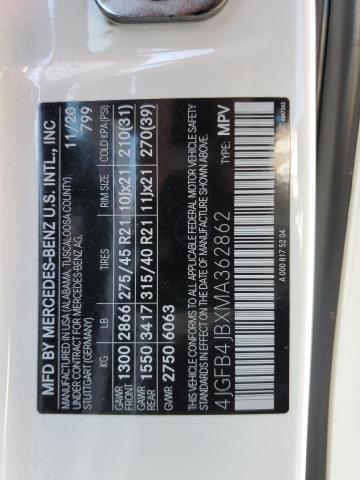 MFD BY MERCEDES-BENZ U.S. INTL., INC
MANUFACTURED IN USA (ALABAMA, TUSCALOOSA COUNTY)
UNDER CONTRACT FOR MERCEDES-BENZ AG,
STUTTGART (GERMANY)
11/20
799
KG LB TIRES RIM SIZE COLD KPA (PSI)
GAWR FRONT 1300 2866 275/45 R21 10Jx21 210(31)
GAWR REAR 1550 3417 315/40 R21 11Jx21 270(39)
GVWR 2750 6063
THIS VEHICLE CONFORMS TO ALL APPLICABLE FEDERAL MOTOR VEHICLE SAFETY
STANDARDS IN EFFECT ON THE DATE OF MANUFACTURE SHOWN ABOVE.
4JGFB4JBXMA362862
TYPE: MPV
A 000 817 52 04